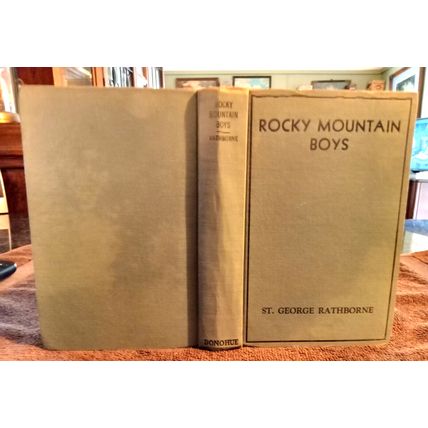 ROCKY
MOUNTAIN
BOYS
RATHBORNE
DONOHUE
ROCKY MOUNTAIN
BOYS
ST. GEORGE RATHBORNE